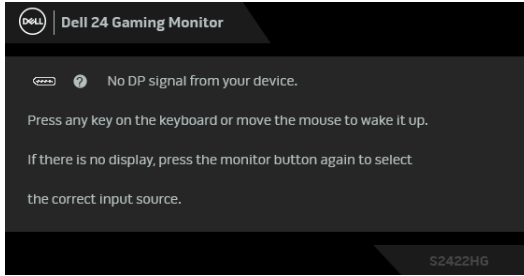 DELL
Dell 24 Gaming Monitor
? No DP signal from your device.
Press any key on the keyboard or move the mouse to wake it up.
If there is no display, press the monitor button again to select
the correct input source.
S2422HG